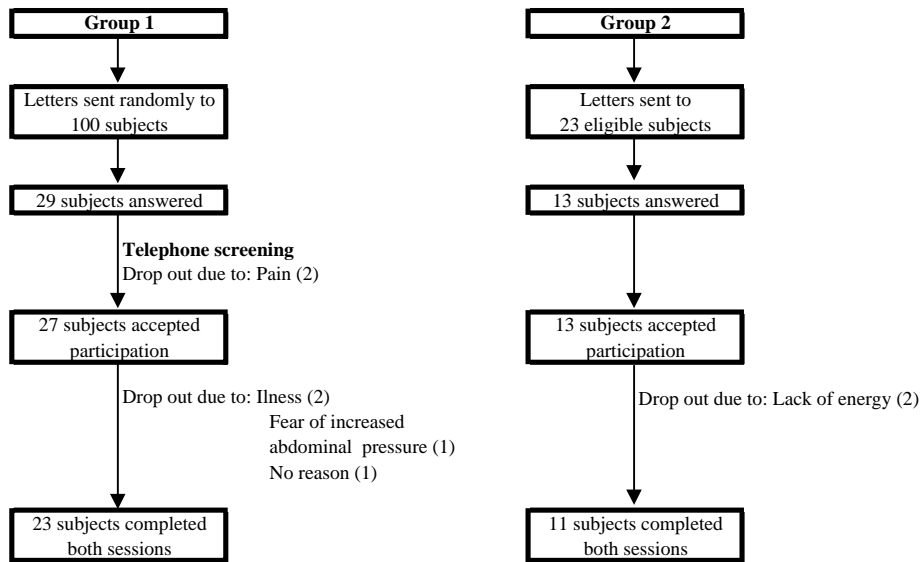 Group 1
Letters sent randomly to
100 subjects
29 subjects answered
Telephone screening
Drop out due to: Pain (2)
27 subjects accepted
participation
Drop out due to: Ilness (2)
Fear of increased
abdominal pressure (1)
No reason (1)
23 subjects completed
both sessions
Group 2
Letters sent to
23 eligible subjects
13 subjects answered
13 subjects accepted
participation
Drop out due to: Lack of energy (2)
11 subjects completed
both sessions